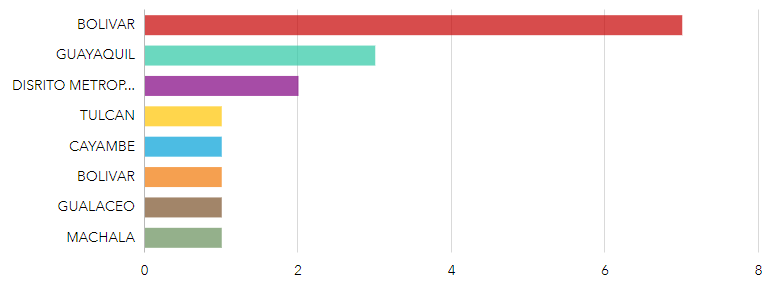 BOLIVAR
GUAYAQUIL
DISRITO METROP...
TULCAN
CAYAMBE
BOLIVAR
GUALACEO
MACHALA
0 2 4 6 8